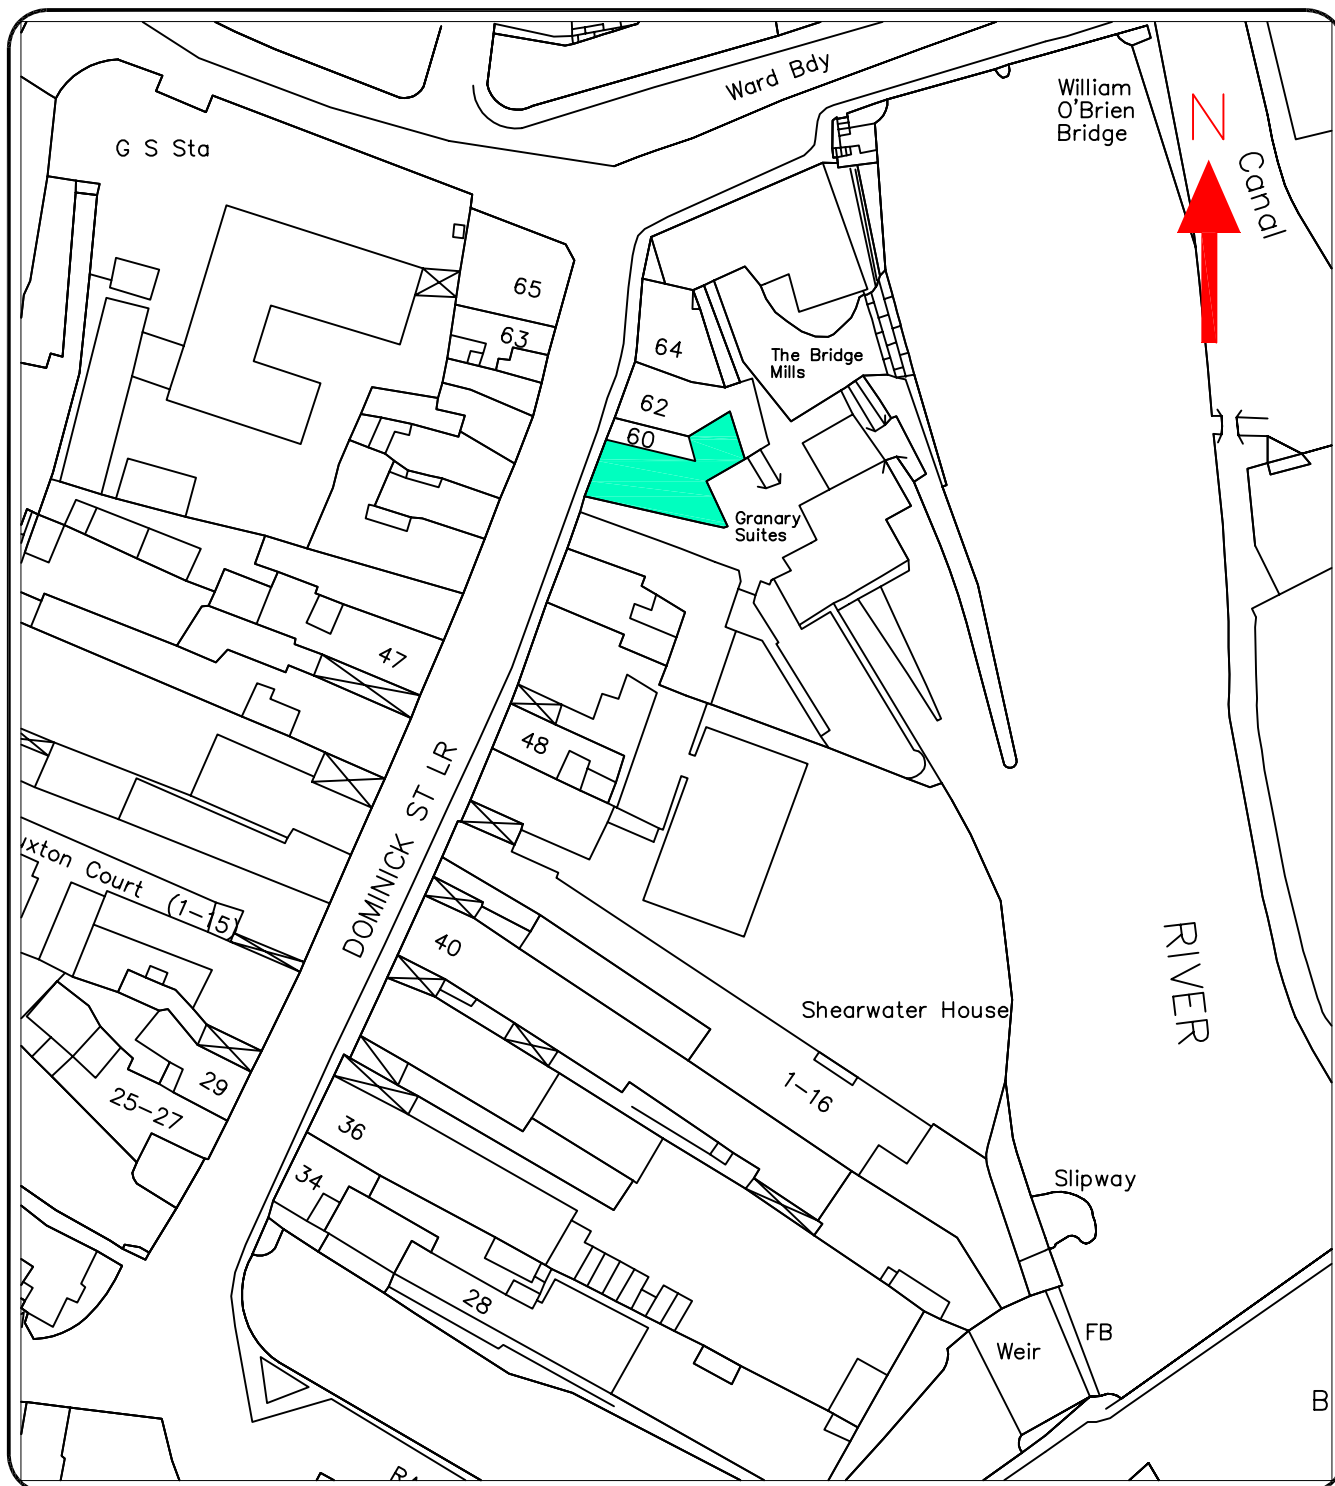 Ward Bdy
William
O'Brien
Bridge
N
Canal
G S Sta
65
63
64
The Bridge
Mills
62
60
Granary
Suites
47
48
DOMINICK ST LR
uxton Court (1-15)
40
RIVER
Shearwater House
1-16
29
25-27
36
34
Slipway
28
FB
Weir
B